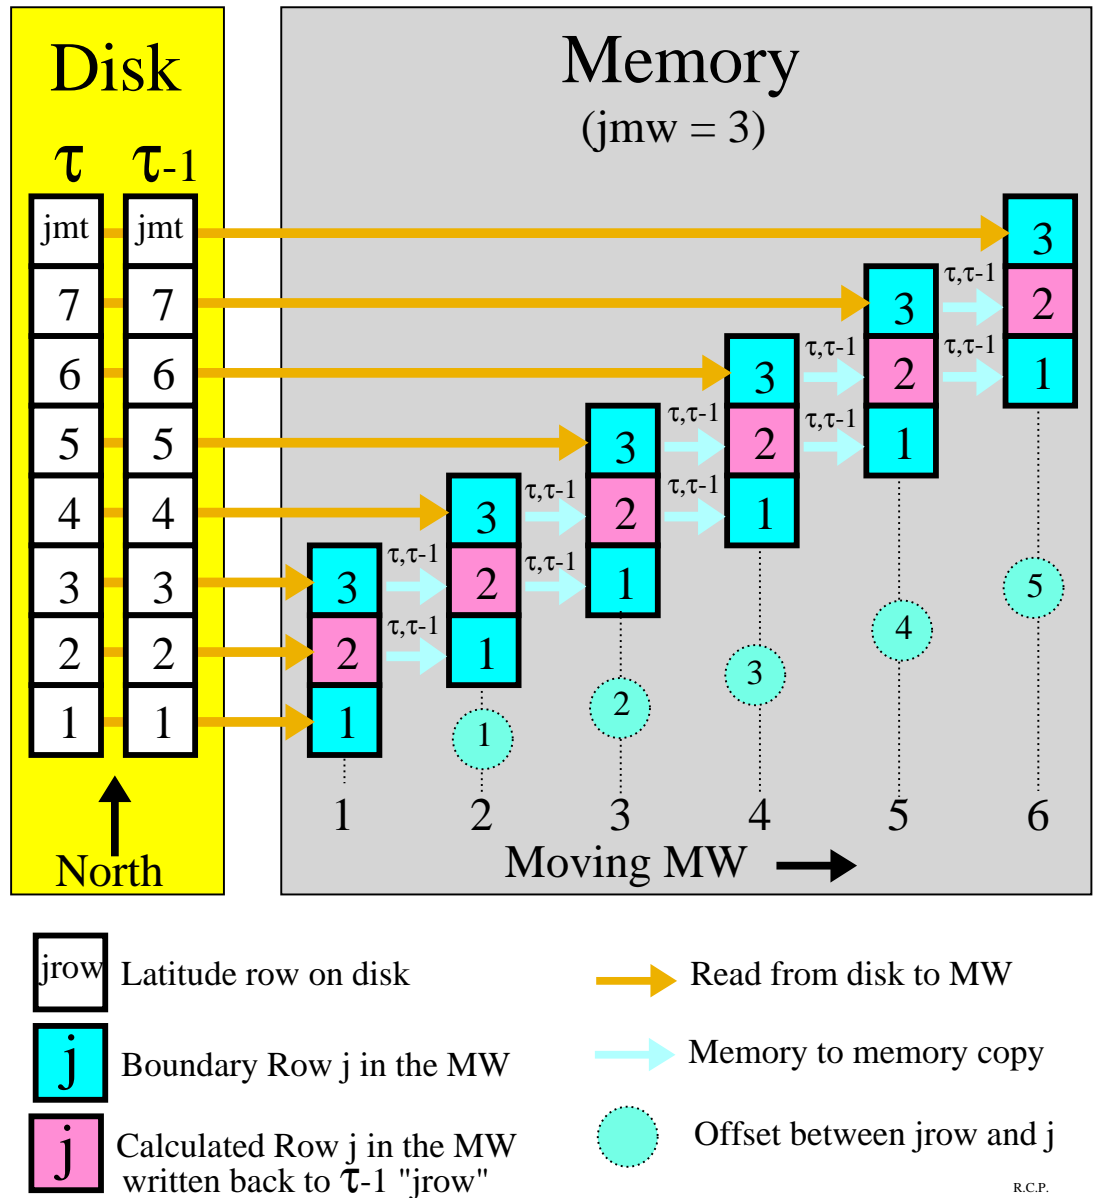 Disk
Memory
(jmw = 3)
τ τ-1
jmt jmt 3
7 7 3 τ,τ-1 2
6 6 3 τ,τ-1 2 τ,τ-1 1
5 5 3 τ,τ-1 2 τ,τ-1 1
4 4 3 τ,τ-1 2 τ,τ-1 1
3 3 3 τ,τ-1 2 τ,τ-1 1 5
2 2 2 τ,τ-1 1 3 4
1 1 1 1 2
1 2 3 4 5 6
North
Moving MW
jrow Latitude row on disk
j Boundary Row j in the MW
j Calculated Row j in the MW
written back to τ-1 "jrow"
Read from disk to MW
Memory to memory copy
Offset between jrow and j
R.C.P.